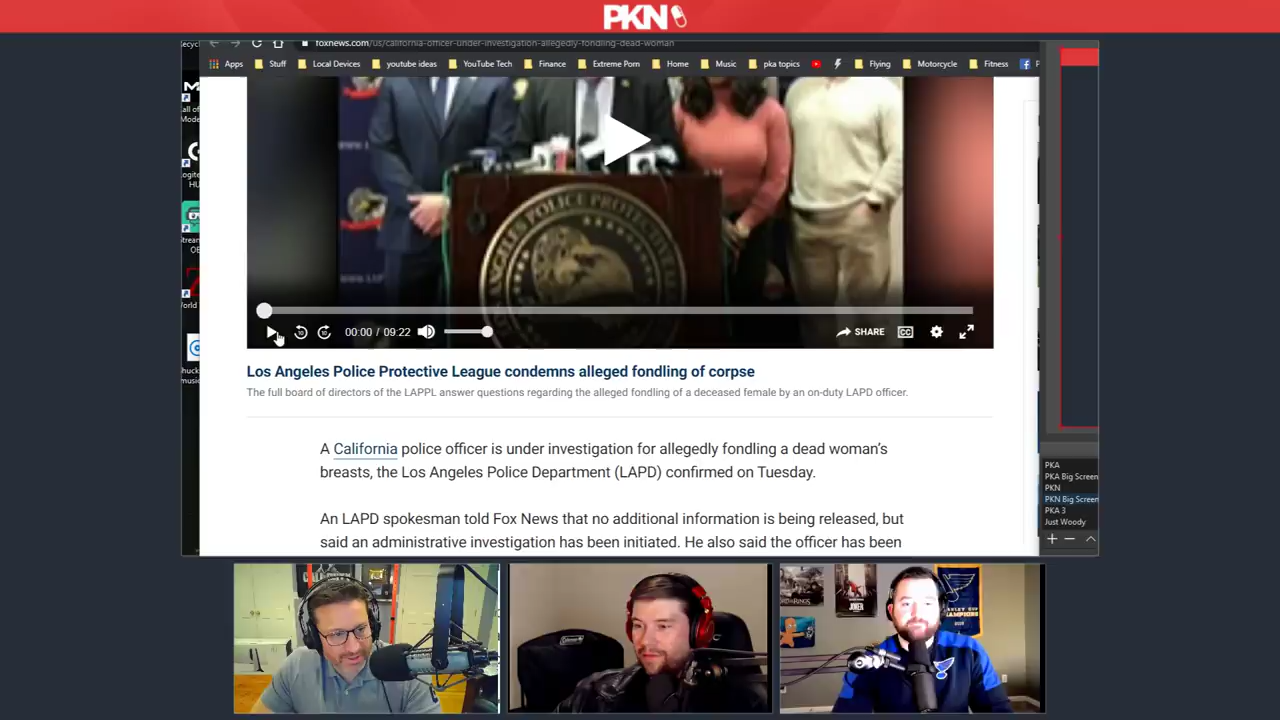 PKN
foxnews.com/us/california-officer-under-investigation-allegedly-fondling-dead-woman
Apps Stuff Local Devices youtube ideas YouTube Tech Finance Extreme Porn Home Music pka topics Flying Motorcycle Fitness
LOS ANGELES POLICE PROTECTIVE
00:00 / 09:22 SHARE CC
Los Angeles Police Protective League condemns alleged fondling of corpse
The full board of directors of the LAPPL answer questions regarding the alleged fondling of a deceased female by an on-duty LAPD officer.
A California police officer is under investigation for allegedly fondling a dead woman's
breasts, the Los Angeles Police Department (LAPD) confirmed on Tuesday.
An LAPD spokesman told Fox News that no additional information is being released, but
said an administrative investigation has been initiated. He also said the officer has been
PKA
PKA Big Screen
PKN
PKN Big Screen
PKA 3
Just Woody
JOKER